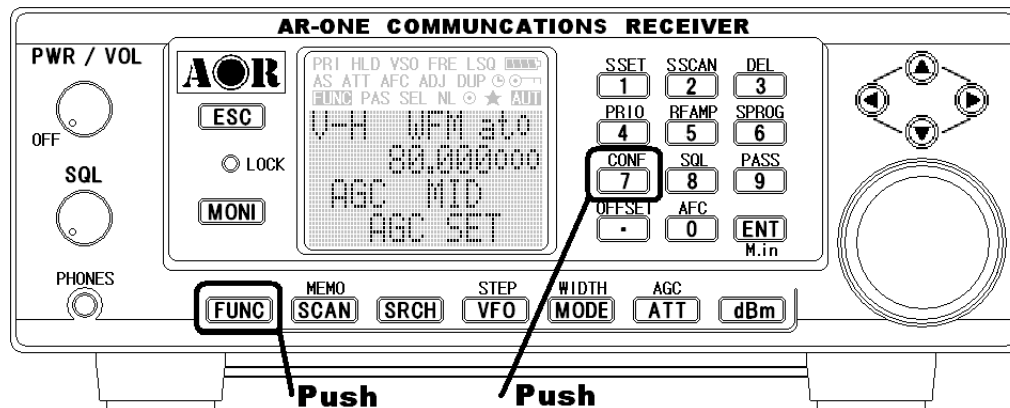 AR-ONE COMMUNCATIONS RECEIVER
PWR / VOL
OFF
SQL
PHONES
AOR
ESC
LOCK
MONI
PRI HLD VSO FRE LSQ
AS ATT AFC ADJ DUP
FUNC PAS SEL NL AUT
V-H WFM ato
80.000000
AGC MID
AGC SET
SSET SSCAN DEL
1 2 3
PRIO RFAMP SPROG
4 5 6
CONF SQL PASS
7 8 9
OFFSET AFC
. 0 ENT
M.in
MEMO STEP WIDTH AGC
FUNC SCAN SRCH VFO MODE ATT dBm
Push Push